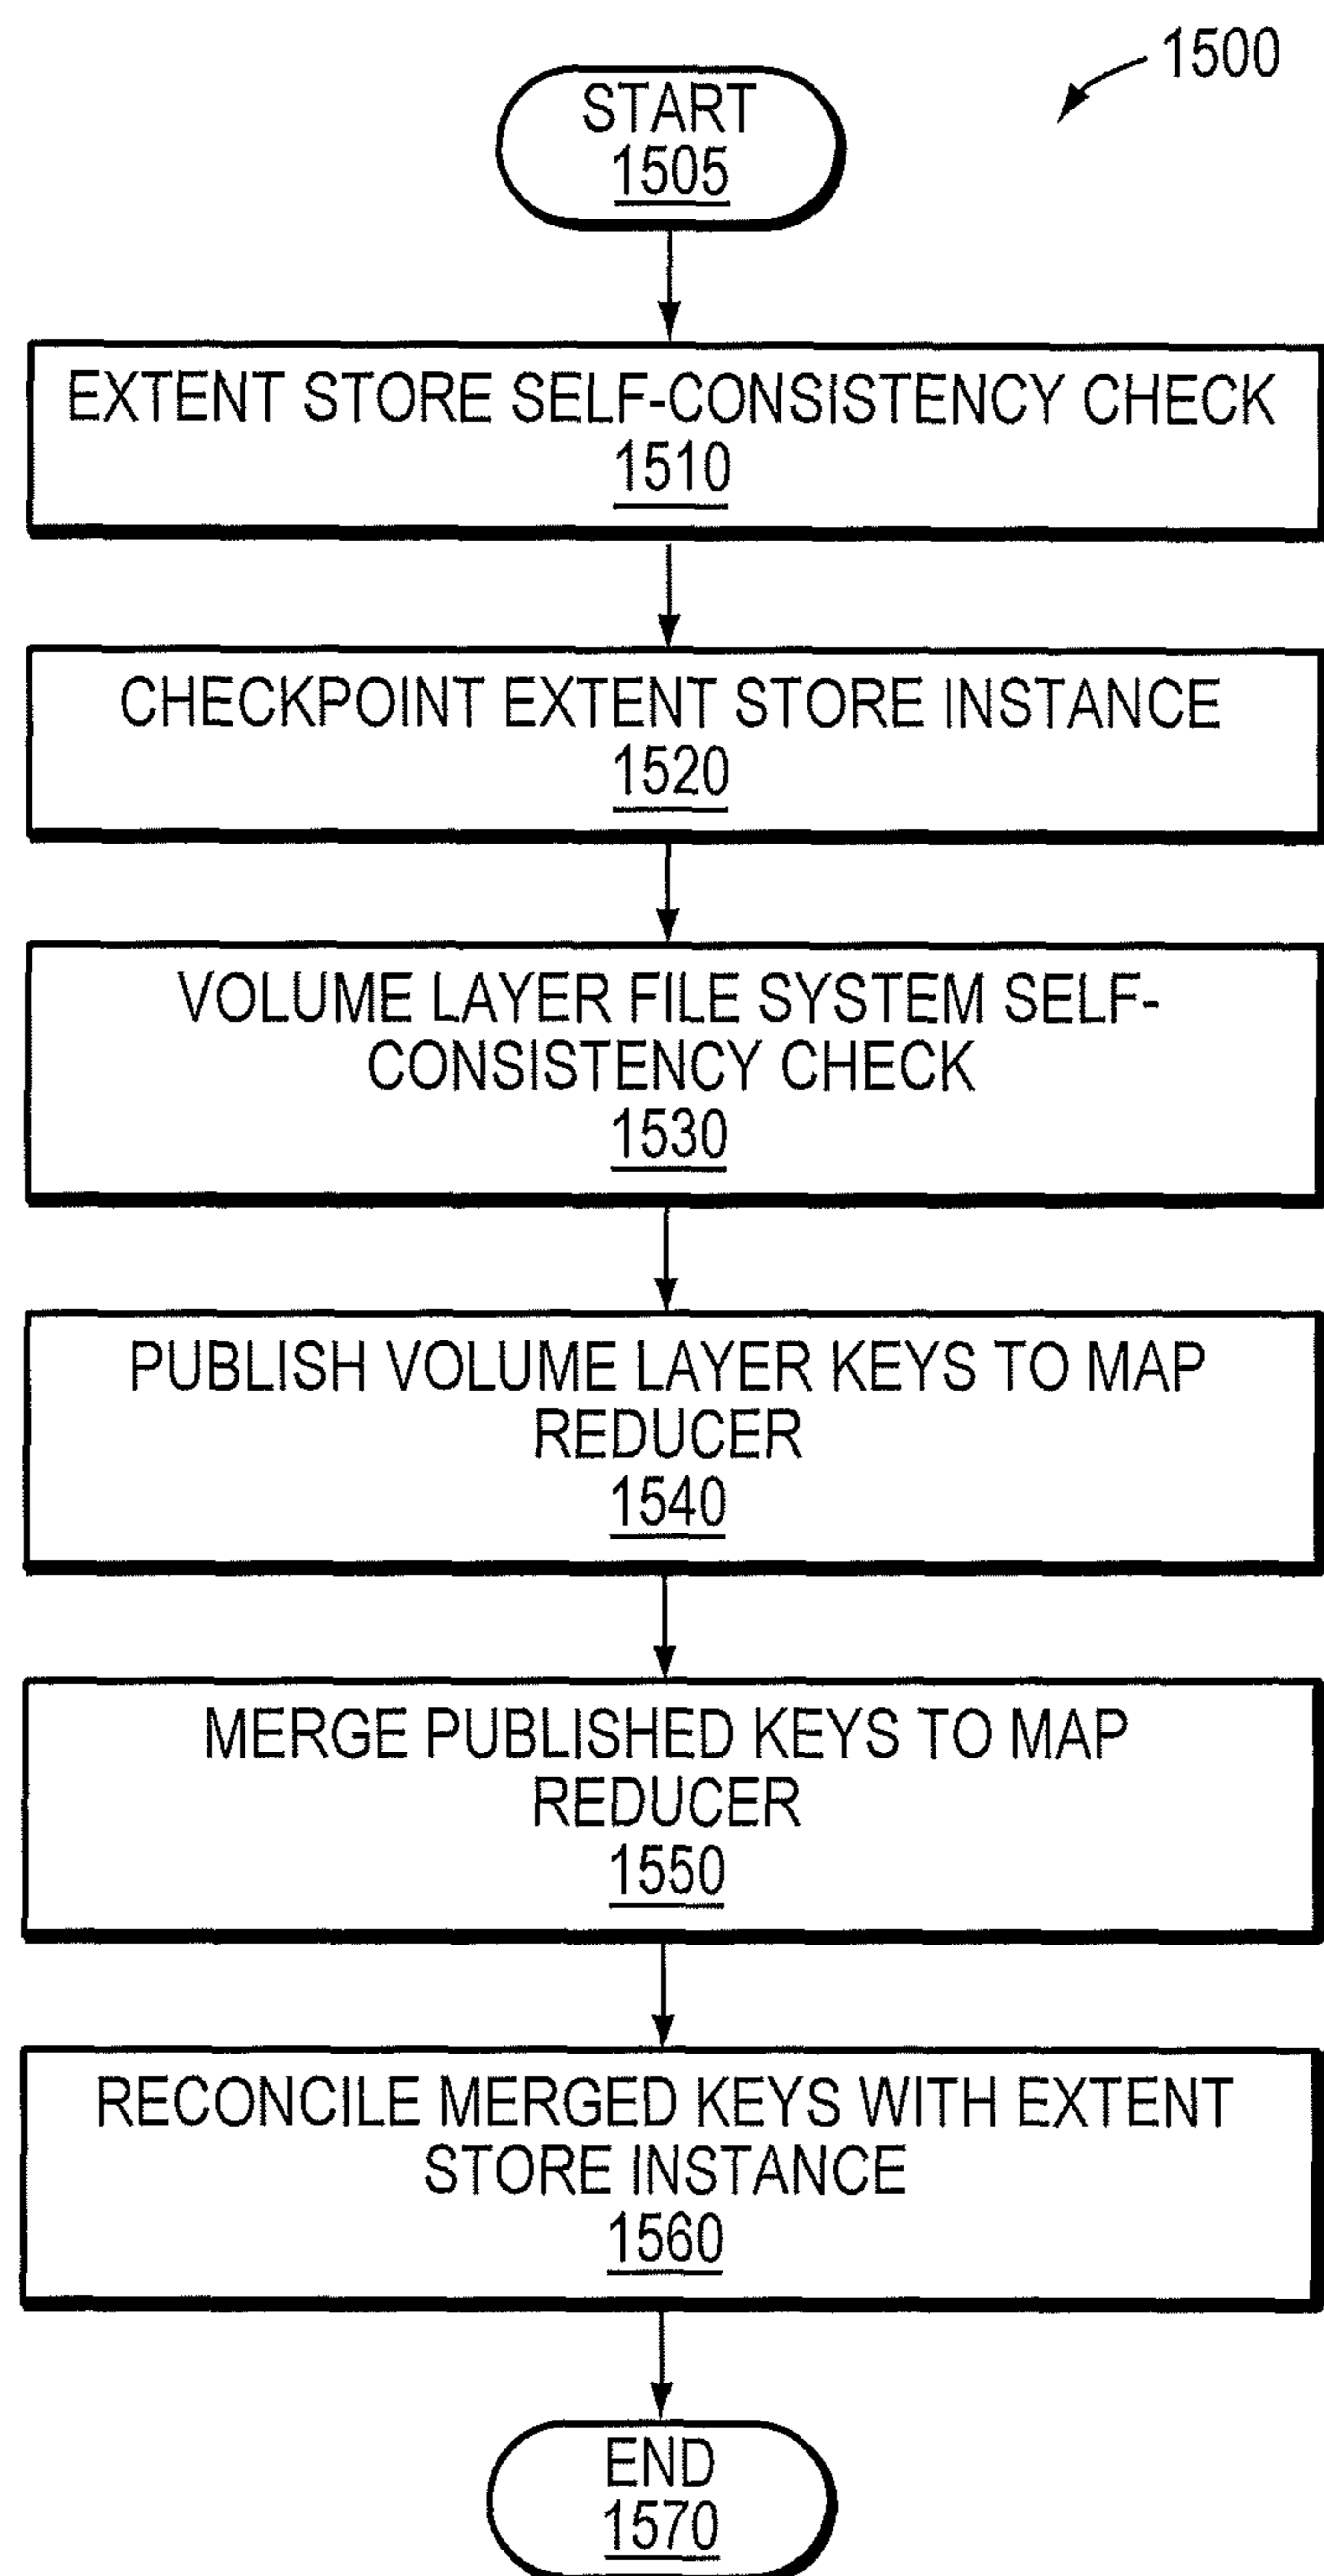 1500
START
1505
EXTENT STORE SELF-CONSISTENCY CHECK
1510
CHECKPOINT EXTENT STORE INSTANCE
1520
VOLUME LAYER FILE SYSTEM SELF-
CONSISTENCY CHECK
1530
PUBLISH VOLUME LAYER KEYS TO MAP
REDUCER
1540
MERGE PUBLISHED KEYS TO MAP
REDUCER
1550
RECONCILE MERGED KEYS WITH EXTENT
STORE INSTANCE
1560
END
1570